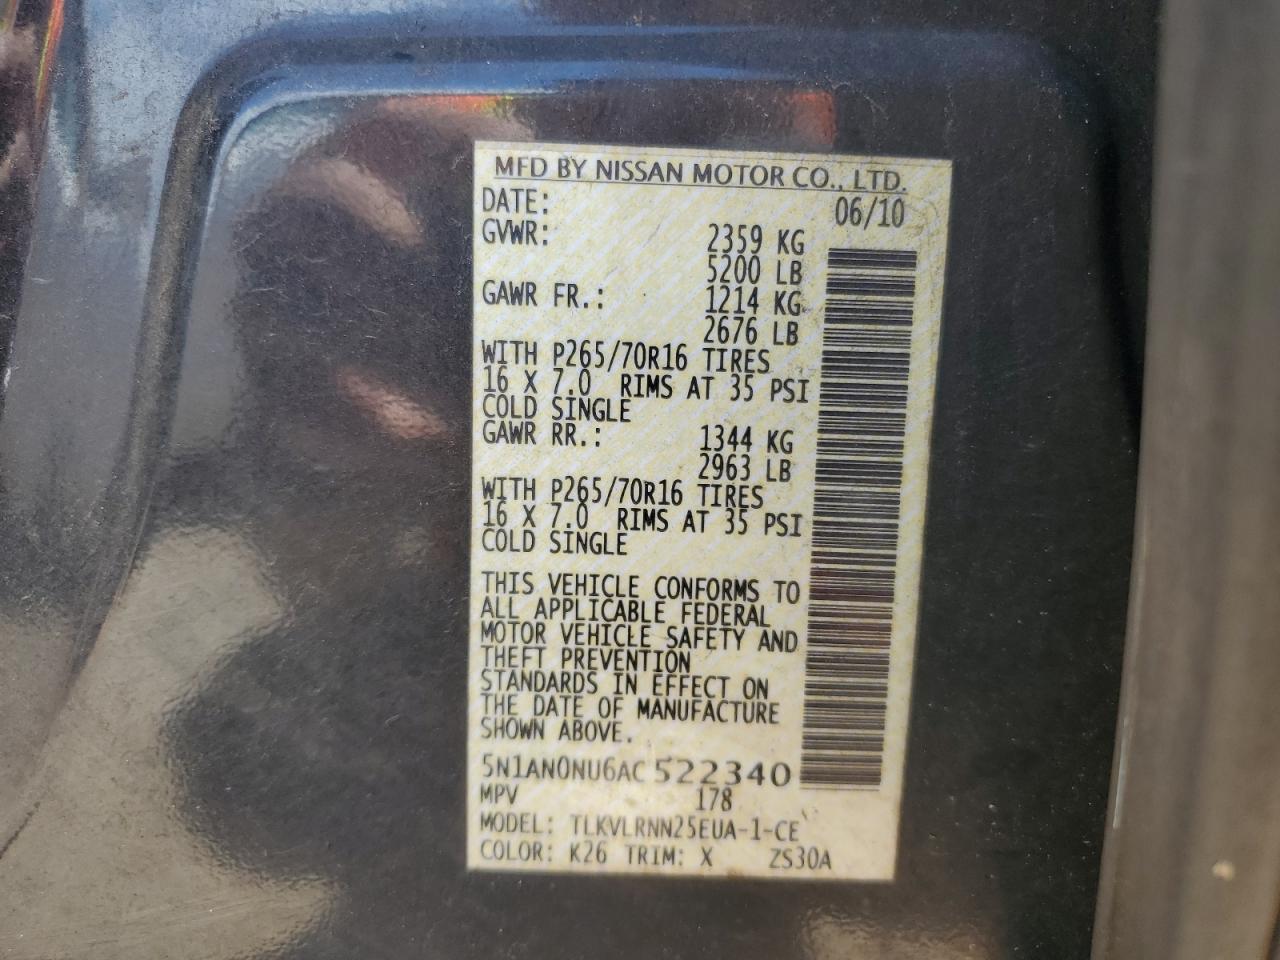 MFD BY NISSAN MOTOR CO., LTD.
DATE: 06/10
GVWR: 2359 KG
5200 LB
GAWR FR.: 1214 KG
2676 LB
WITH P265/70R16 TIRES
16 X 7.0 RIMS AT 35 PSI
COLD SINGLE
GAWR RR.: 1344 KG
2963 LB
WITH P265/70R16 TIRES
16 X 7.0 RIMS AT 35 PSI
COLD SINGLE
THIS VEHICLE CONFORMS TO
ALL APPLICABLE FEDERAL
MOTOR VEHICLE SAFETY AND
THEFT PREVENTION
STANDARDS IN EFFECT ON
THE DATE OF MANUFACTURE
SHOWN ABOVE.
5N1AN0NU6AC522340
MPV 178
MODEL: TLKVLRNN25EUA-1-CE
COLOR: K26 TRIM: X ZS30A